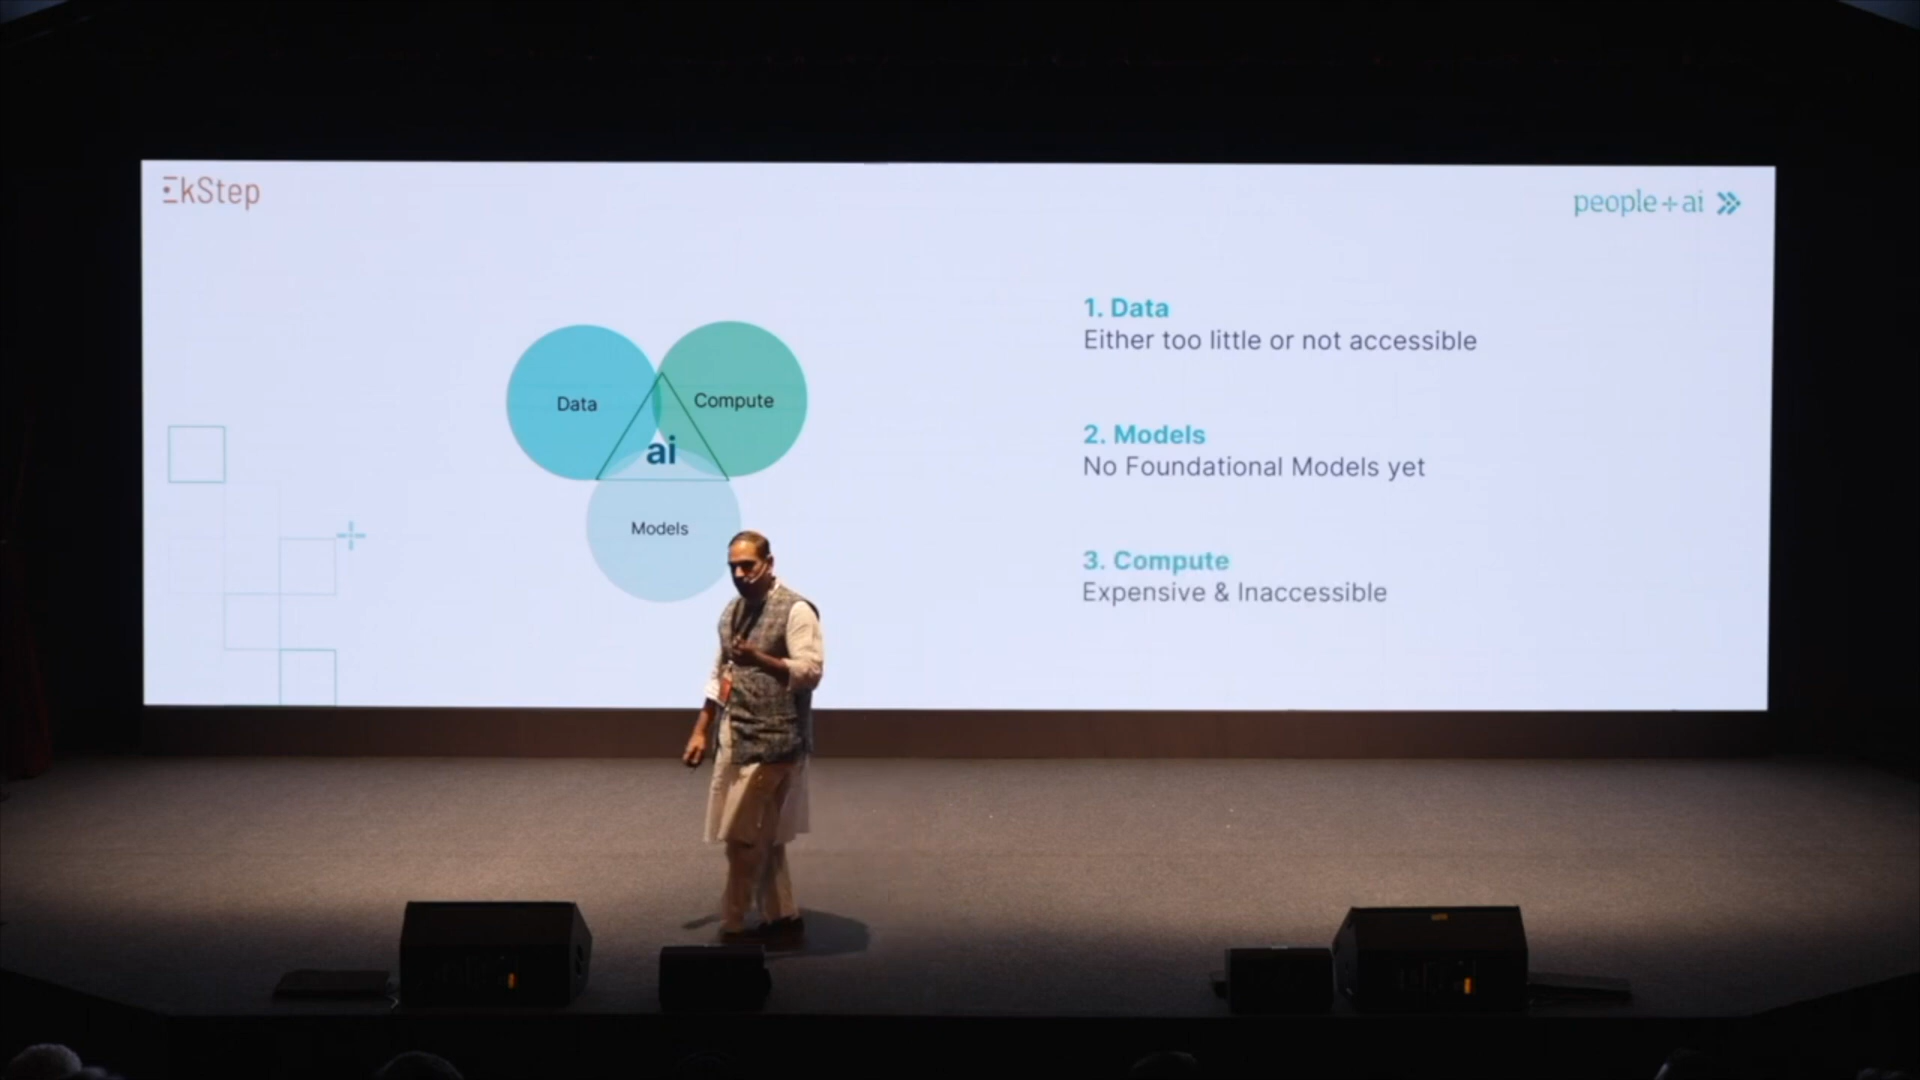 EkStep
people+ai
Data
Compute
ai
Models
1. Data
Either too little or not accessible
2. Models
No Foundational Models yet
3. Compute
Expensive & Inaccessible